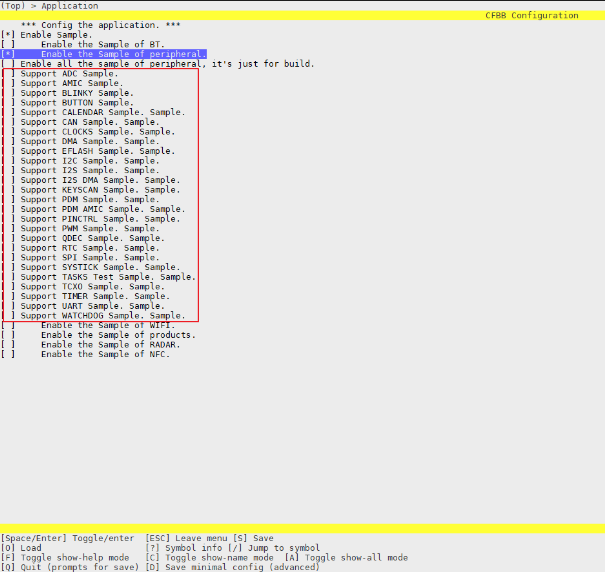 (Top) > Application
CFBB Configuration
*** Config the application. ***
[*] Enable Sample.
[ ] Enable the Sample of BT.
[*] Enable the Sample of peripheral.
[ ] Enable all the sample of peripheral, it's just for build.
[ ] Support ADC Sample.
[ ] Support AMIC Sample.
[ ] Support BLINKY Sample.
[ ] Support BUTTON Sample.
[ ] Support CALENDAR Sample. Sample.
[ ] Support CAN Sample. Sample.
[ ] Support CLOCKS Sample. Sample.
[ ] Support DMA Sample. Sample.
[ ] Support EFLASH Sample. Sample.
[ ] Support I2C Sample. Sample.
[ ] Support I2S Sample. Sample.
[ ] Support I2S DMA Sample. Sample.
[ ] Support KEYSCAN Sample. Sample.
[ ] Support PDM Sample. Sample.
[ ] Support PDM AMIC Sample. Sample.
[ ] Support PINCTRL Sample. Sample.
[ ] Support PWM Sample. Sample.
[ ] Support QDEC Sample. Sample.
[ ] Support RTC Sample. Sample.
[ ] Support SPI Sample. Sample.
[ ] Support SYSTICK Sample. Sample.
[ ] Support TASKS Test Sample. Sample.
[ ] Support TCXO Sample. Sample.
[ ] Support TIMER Sample. Sample.
[ ] Support UART Sample. Sample.
[ ] Support WATCHDOG Sample. Sample.
[ ] Enable the Sample of WIFI.
[ ] Enable the Sample of products.
[ ] Enable the Sample of RADAR.
[ ] Enable the Sample of NFC.
[Space/Enter] Toggle/enter [ESC] Leave menu [S] Save
[O] Load [?] Symbol info [/] Jump to symbol
[F] Toggle show-help mode [C] Toggle show-name mode [A] Toggle show-all mode
[Q] Quit (prompts for save) [D] Save minimal config (advanced)